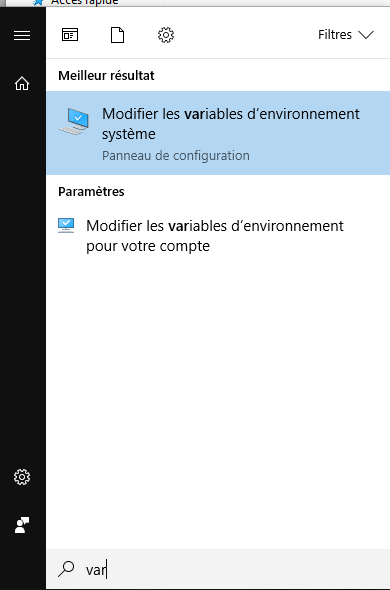 Accès rapide
Filtres
Meilleur résultat
Modifier les variables d’environnement
système
Panneau de configuration
Paramètres
Modifier les variables d’environnement
pour votre compte
var